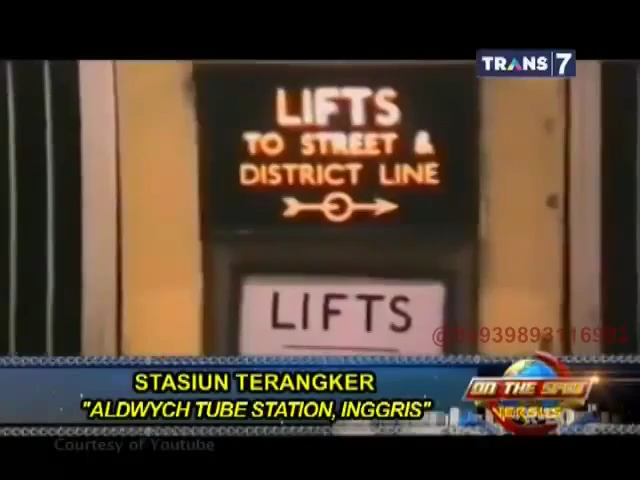 TRANS 7
LIFTS
TO STREET &
DISTRICT LINE
LIFTS
STASIUN TERANGKER
"ALDWYCH TUBE STATION, INGGRIS"
ON THE SPOT
VERSUS
Courtesy of Youtube